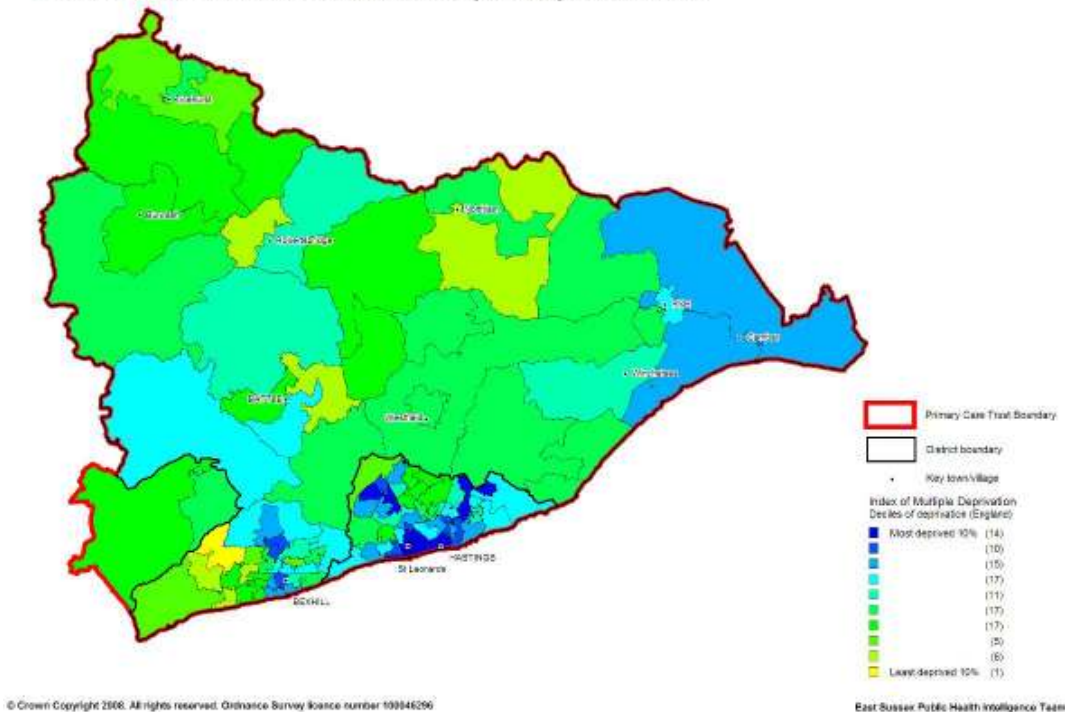 Rye
Camber
Winchelsea
Westfield
HASTINGS
St Leonards
BEXHILL
Primary Care Trust Boundary
District boundary
Key town/village
Index of Multiple Deprivation
Deciles of deprivation (England)
Most deprived 10% (14)
(10)
(15)
(17)
(11)
(17)
(17)
(5)
(6)
Least deprived 10% (1)
© Crown Copyright 2008. All rights reserved. Ordnance Survey licence number 100046296
East Sussex Public Health Intelligence Team